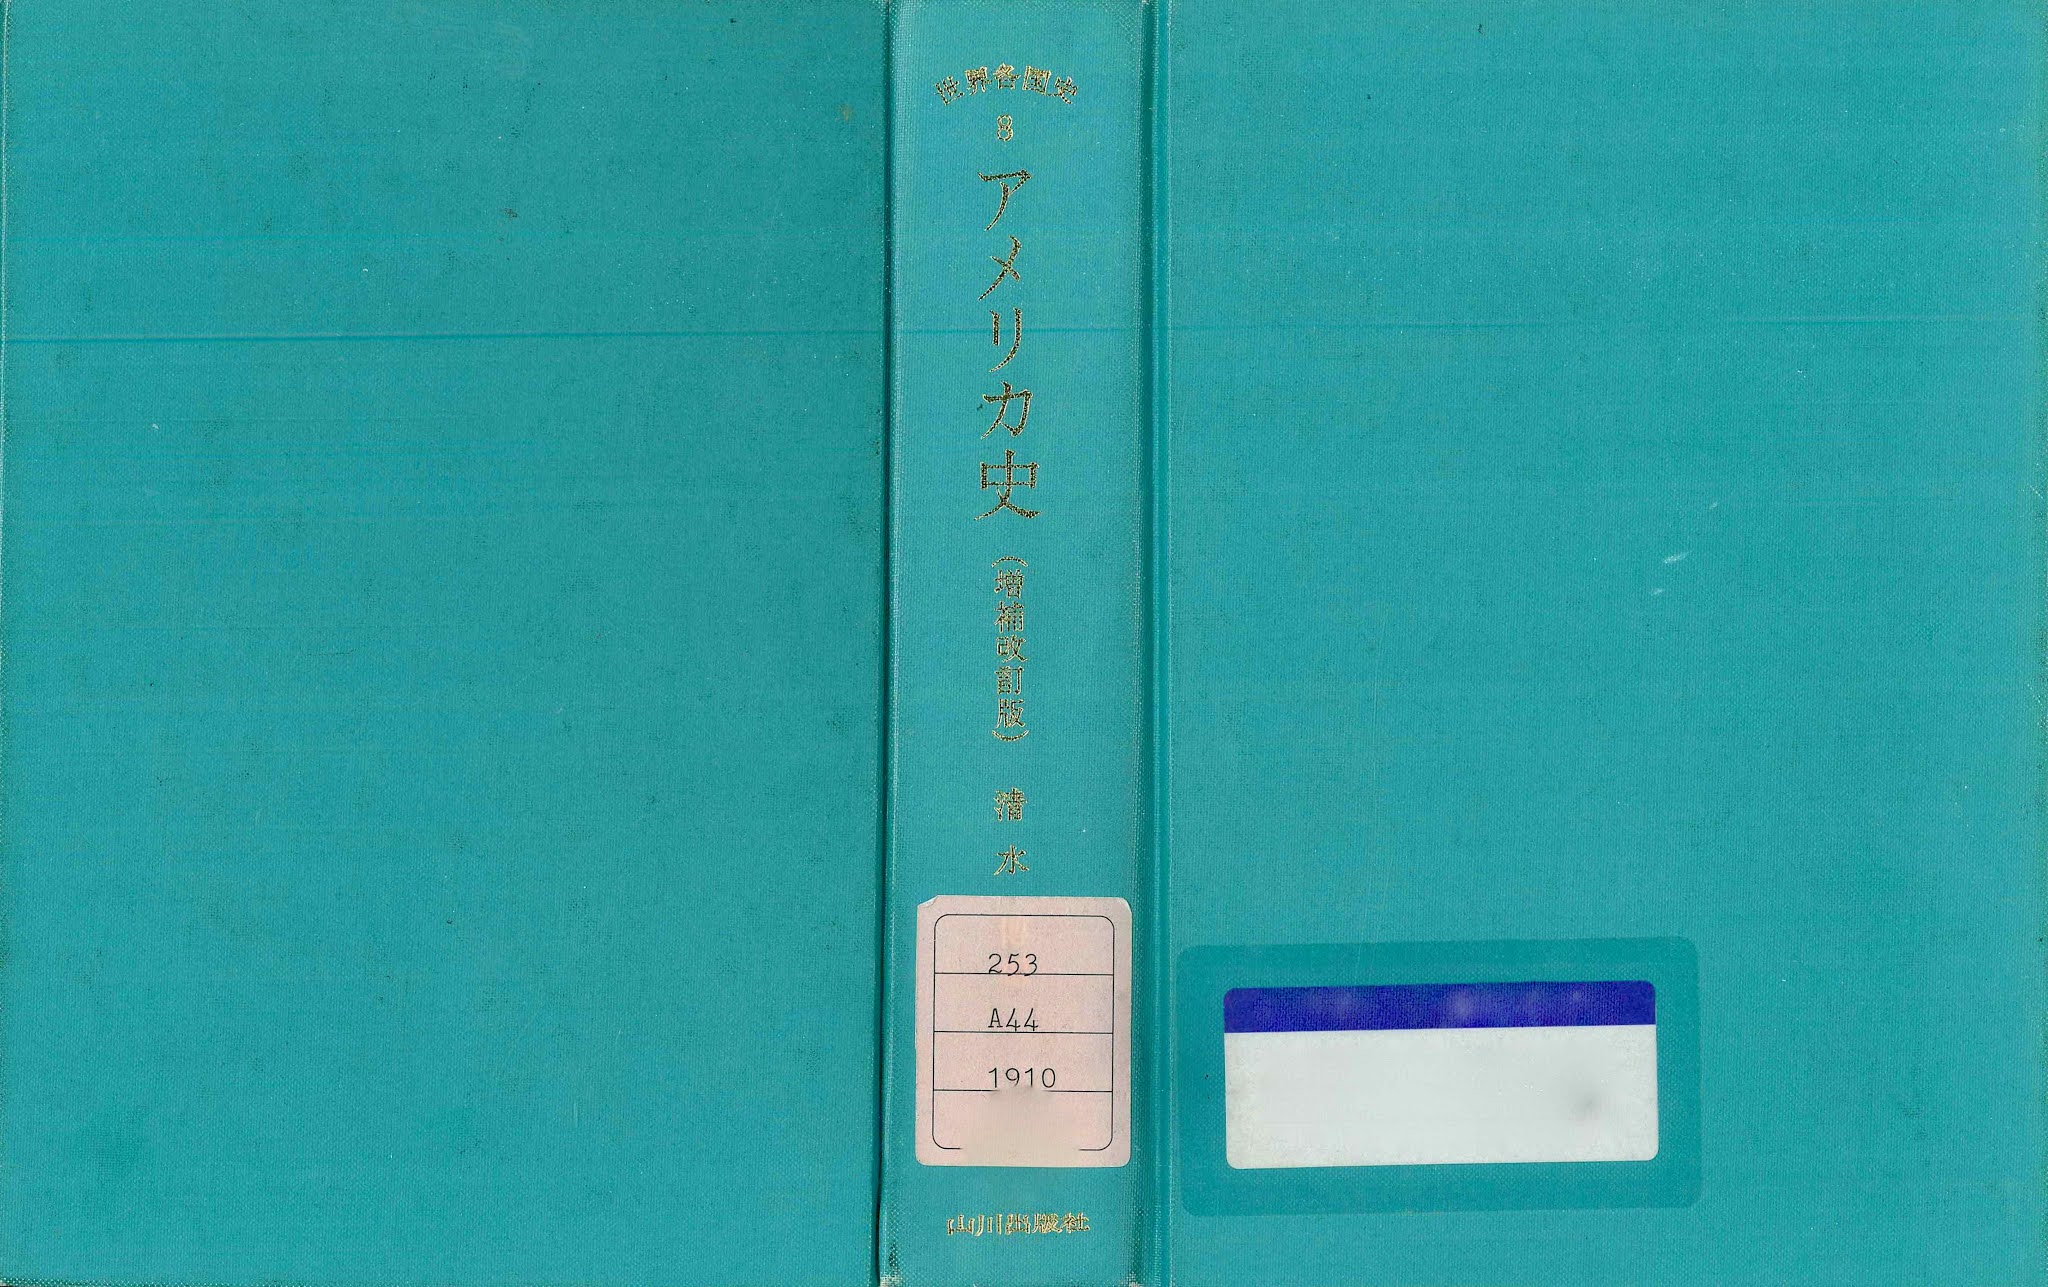 世界各国史
8
アメリカ史
(増補改訂版)
清水
253
A44
1910
山川出版社